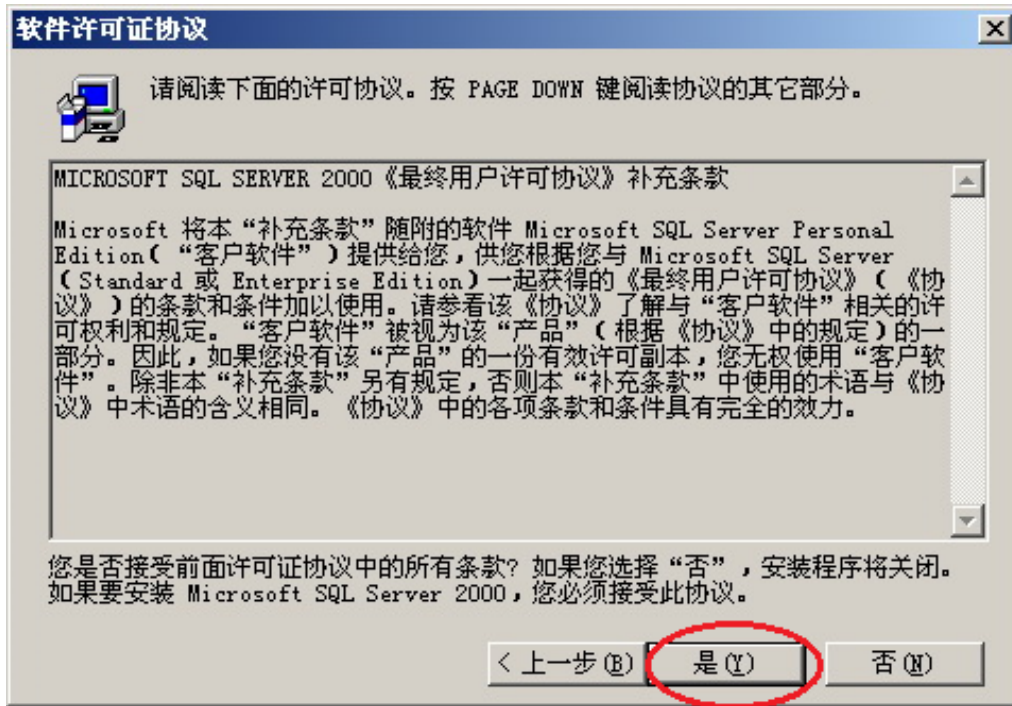 软件许可证协议
请阅读下面的许可协议。按 PAGE DOWN 键阅读协议的其它部分。
MICROSOFT SQL SERVER 2000《最终用户许可协议》补充条款
Microsoft 将本“补充条款”随附的软件 Microsoft SQL Server Personal
Edition(“客户软件”)提供给您,供您根据您与 Microsoft SQL Server
(Standard 或 Enterprise Edition)一起获得的《最终用户许可协议》(《协
议》)的条款和条件加以使用。请参看该《协议》了解与“客户软件”相关的许
可权利和规定。“客户软件”被视为该“产品”(根据《协议》中的规定)的一
部分。因此,如果您没有该“产品”的一份有效许可副本,您无权使用“客户软
件”。除非本“补充条款”另有规定,否则本“补充条款”中使用的术语与《协
议》中术语的含义相同。《协议》中的各项条款和条件具有完全的效力。
您是否接受前面许可证协议中的所有条款? 如果您选择“否”,安装程序将关闭。
如果要安装 Microsoft SQL Server 2000,您必须接受此协议。
< 上一步(B) 是(Y) 否(N)